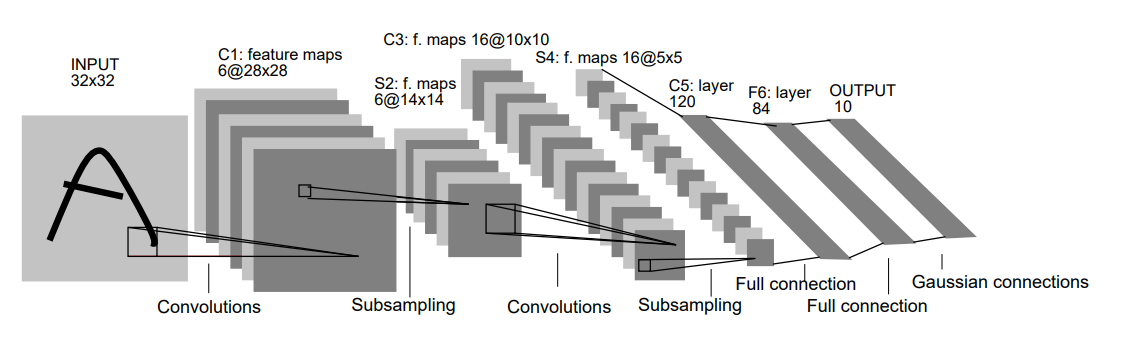 INPUT
32x32
C1: feature maps
6@28x28
S2: f. maps
6@14x14
C3: f. maps 16@10x10
S4: f. maps 16@5x5
C5: layer
120
F6: layer
84
OUTPUT
10
A
Convolutions
Subsampling
Convolutions
Subsampling
Full connection
Full connection
Gaussian connections